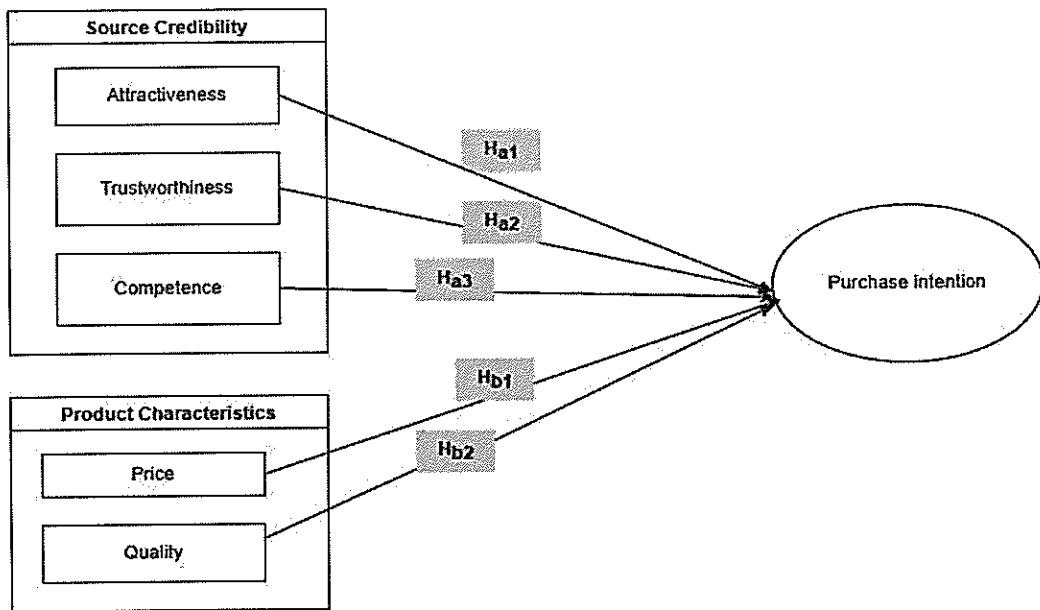 Source Credibility
Attractiveness
Trustworthiness
Competence
Ha1
Ha2
Ha3
Purchase intention
Hb1
Hb2
Product Characteristics
Price
Quality